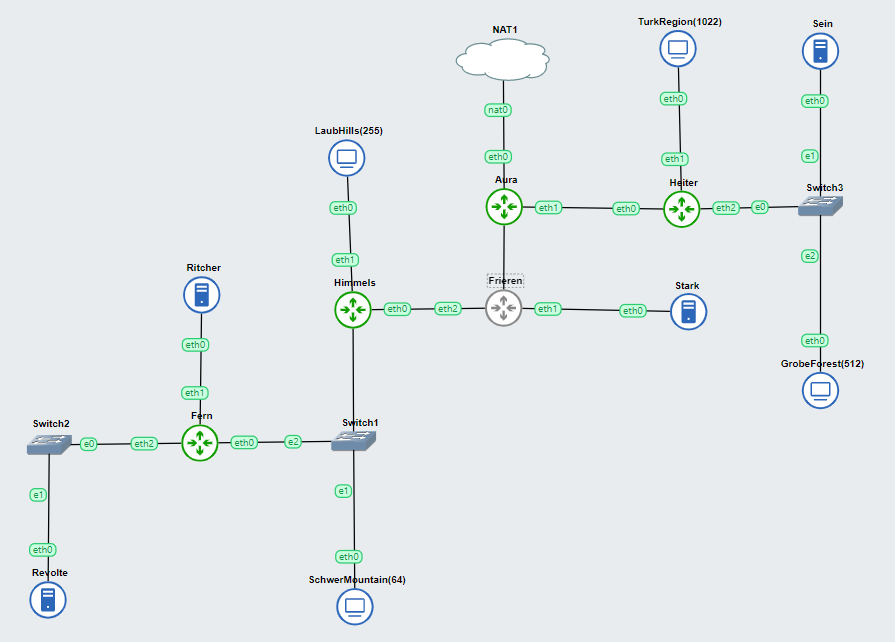 NAT1
TurkRegion(1022)
Sein
eth0
nat0
eth0
LaubHills(255)
eth0
eth1
e1
Aura
Heiter
Switch3
eth0
eth1
eth0
eth2
e0
eth1
e2
Ritcher
Himmels
Frieren
Stark
eth0
eth2
eth1
eth0
eth0
eth0
GrobeForest(512)
eth1
Switch2
Fern
Switch1
e0
eth2
eth0
e2
e1
e1
eth0
eth0
Revolte
SchwerMountain(64)